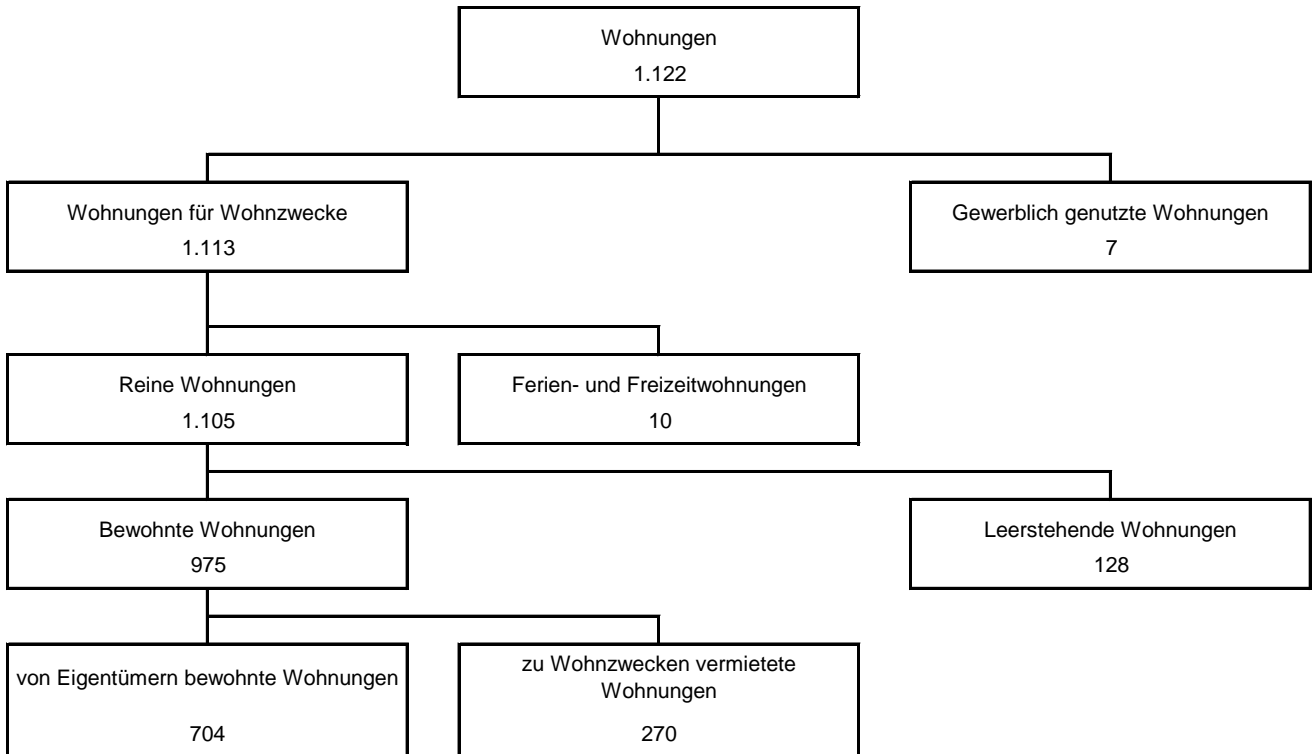 Wohnungen
1.122
Wohnungen für Wohnzwecke
1.113
Gewerblich genutzte Wohnungen
7
Reine Wohnungen
1.105
Ferien- und Freizeitwohnungen
10
Bewohnte Wohnungen
975
Leerstehende Wohnungen
128
von Eigentümern bewohnte Wohnungen
704
zu Wohnzwecken vermietete
Wohnungen
270